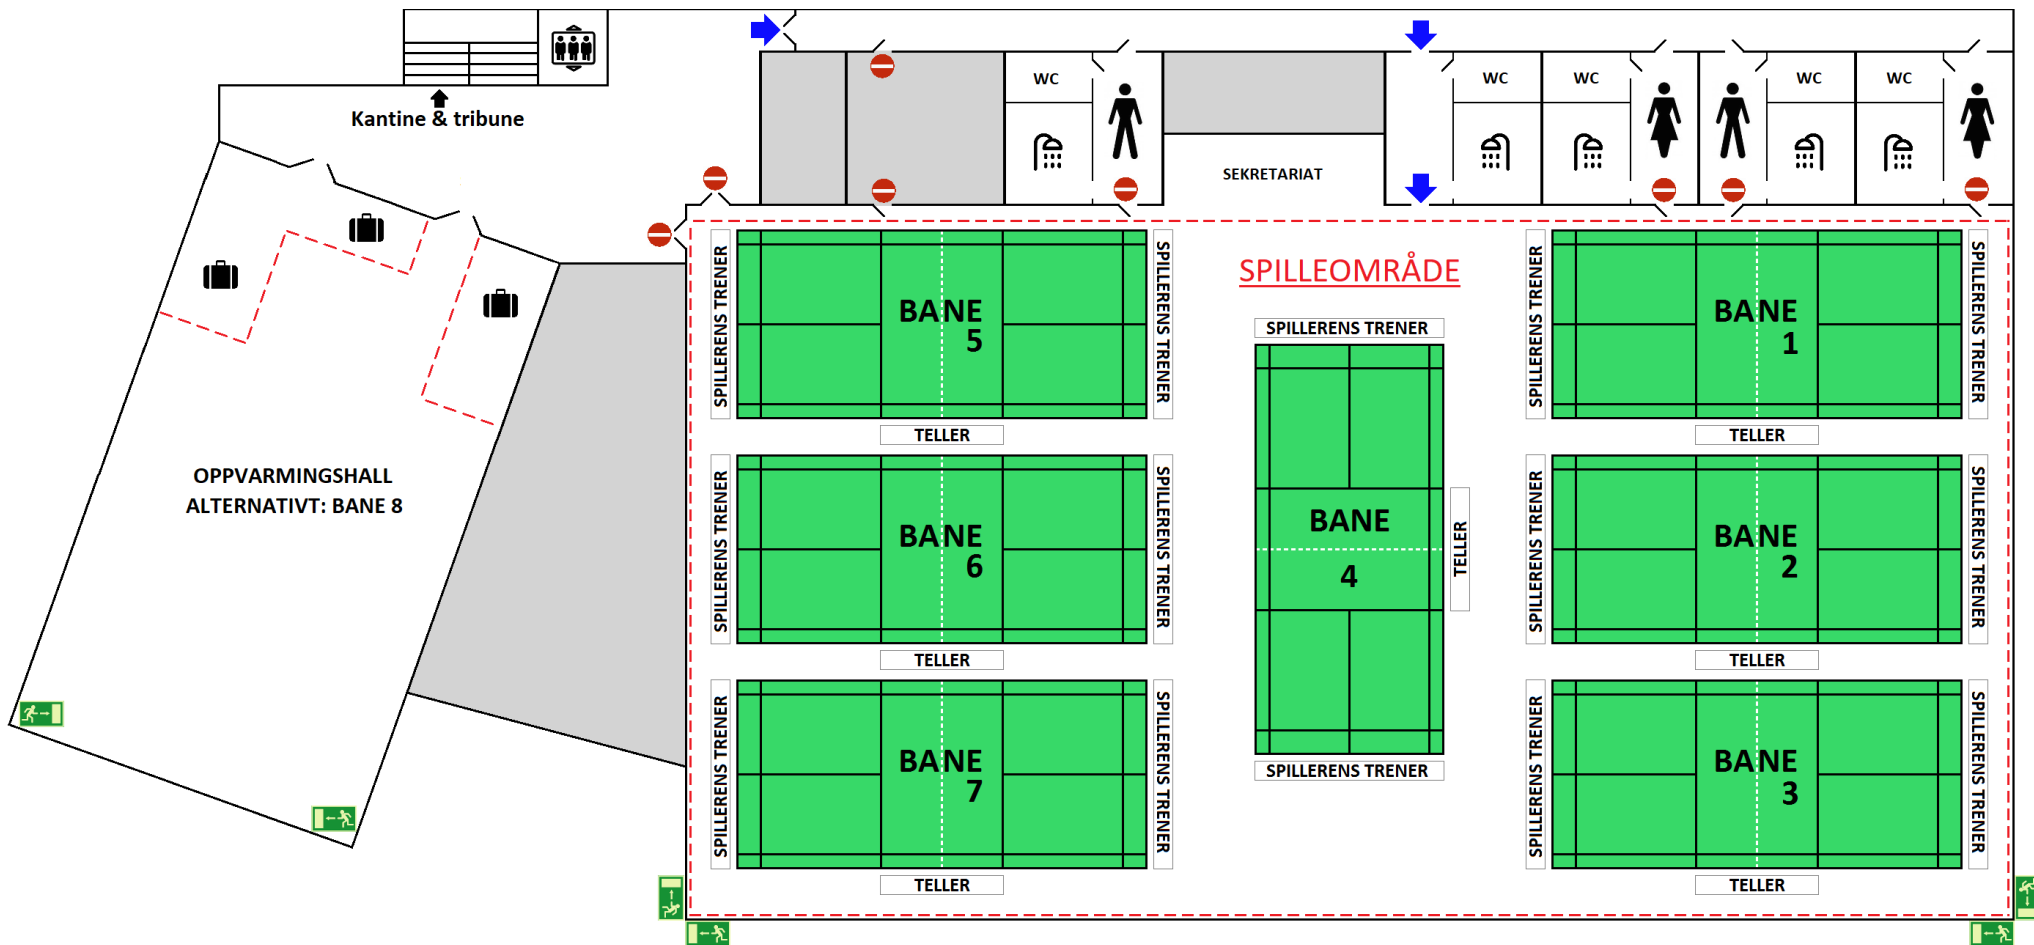 Kantine & tribune
WC
WC
WC
WC
WC
SEKRETARIAT
SPILLEOMRÅDE
OPPVARMINGSHALL
ALTERNATIVT: BANE 8
SPILLERENS TRENER
BANE
5
SPILLERENS TRENER
TELLER
SPILLERENS TRENER
BANE
6
SPILLERENS TRENER
TELLER
SPILLERENS TRENER
BANE
7
SPILLERENS TRENER
TELLER
SPILLERENS TRENER
BANE
4
TELLER
SPILLERENS TRENER
SPILLERENS TRENER
BANE
1
SPILLERENS TRENER
TELLER
SPILLERENS TRENER
BANE
2
SPILLERENS TRENER
TELLER
SPILLERENS TRENER
BANE
3
SPILLERENS TRENER
TELLER